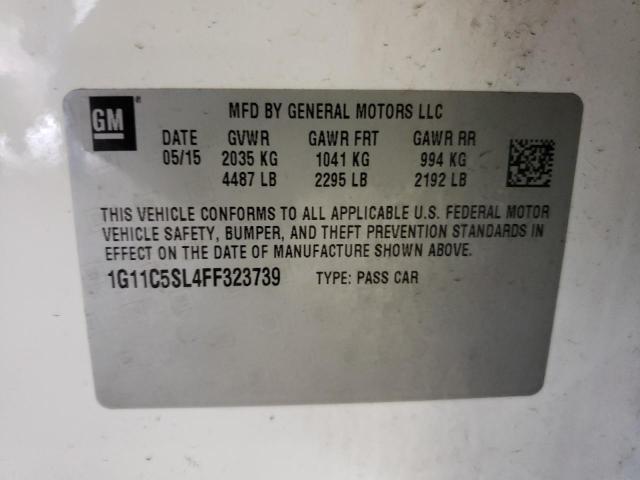 GM
MFD BY GENERAL MOTORS LLC
DATE GVWR GAWR FRT GAWR RR
05/15 2035 KG 1041 KG 994 KG
4487 LB 2295 LB 2192 LB
THIS VEHICLE CONFORMS TO ALL APPLICABLE U.S. FEDERAL MOTOR
VEHICLE SAFETY, BUMPER, AND THEFT PREVENTION STANDARDS IN
EFFECT ON THE DATE OF MANUFACTURE SHOWN ABOVE.
1G11C5SL4FF323739 TYPE: PASS CAR